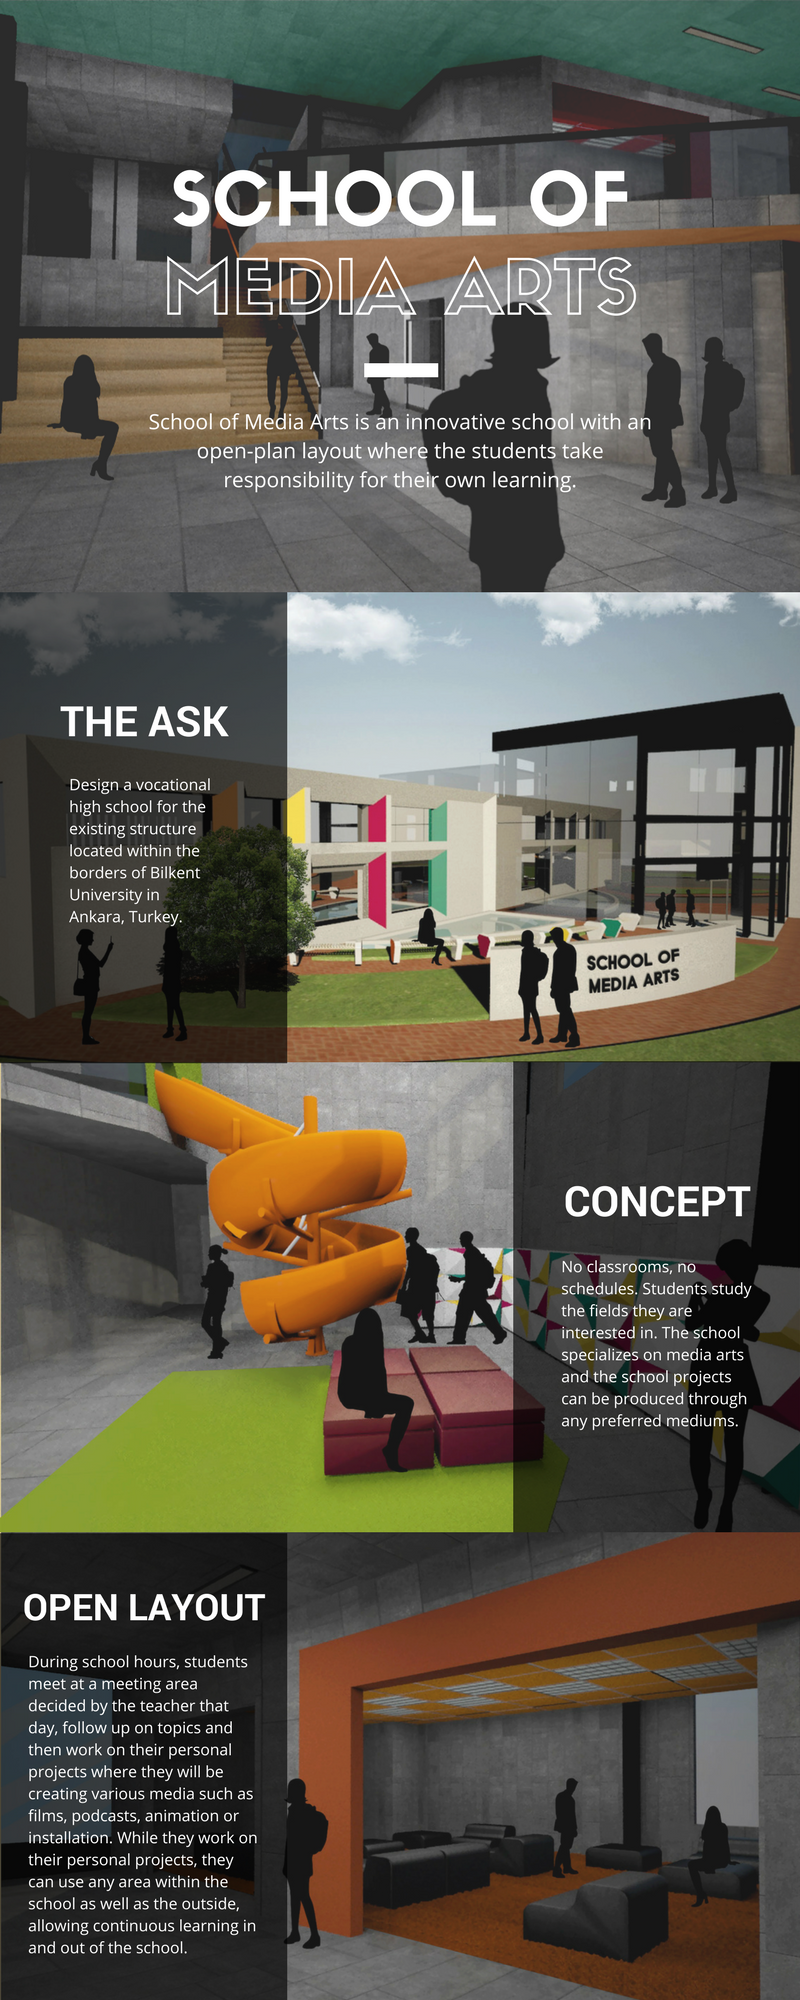 SCHOOL OF
MEDIA ARTS
School of Media Arts is an innovative school with an
open-plan layout where the students take
responsibility for their own learning.
THE ASK
Design a vocational
high school for the
existing structure
located within the
borders of Bilkent
University in
Ankara, Turkey.
SCHOOL OF
MEDIA ARTS
CONCEPT
No classrooms, no
schedules. Students study
the fields they are
interested in. The school
specializes on media arts
and the school projects
can be produced through
any preferred mediums.
OPEN LAYOUT
During school hours, students
meet at a meeting area
decided by the teacher that
day, follow up on topics and
then work on their personal
projects where they will be
creating various media such as
films, podcasts, animation or
installation. While they work on
their personal projects, they
can use any area within the
school as well as the outside,
allowing continuous learning in
and out of the school.